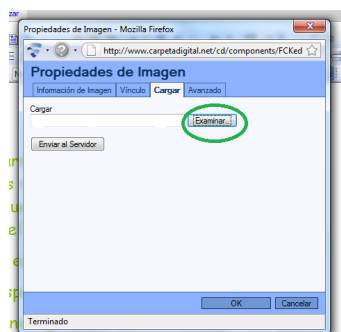 zar
Propiedades de Imagen - Mozilla Firefox
http://www.carpetadigital.net/cd/components/FCKed
Propiedades de Imagen
Información de Imagen Vínculo Cargar Avanzado
Cargar
Examinar...
Enviar al Servidor
OK Cancelar
Terminado